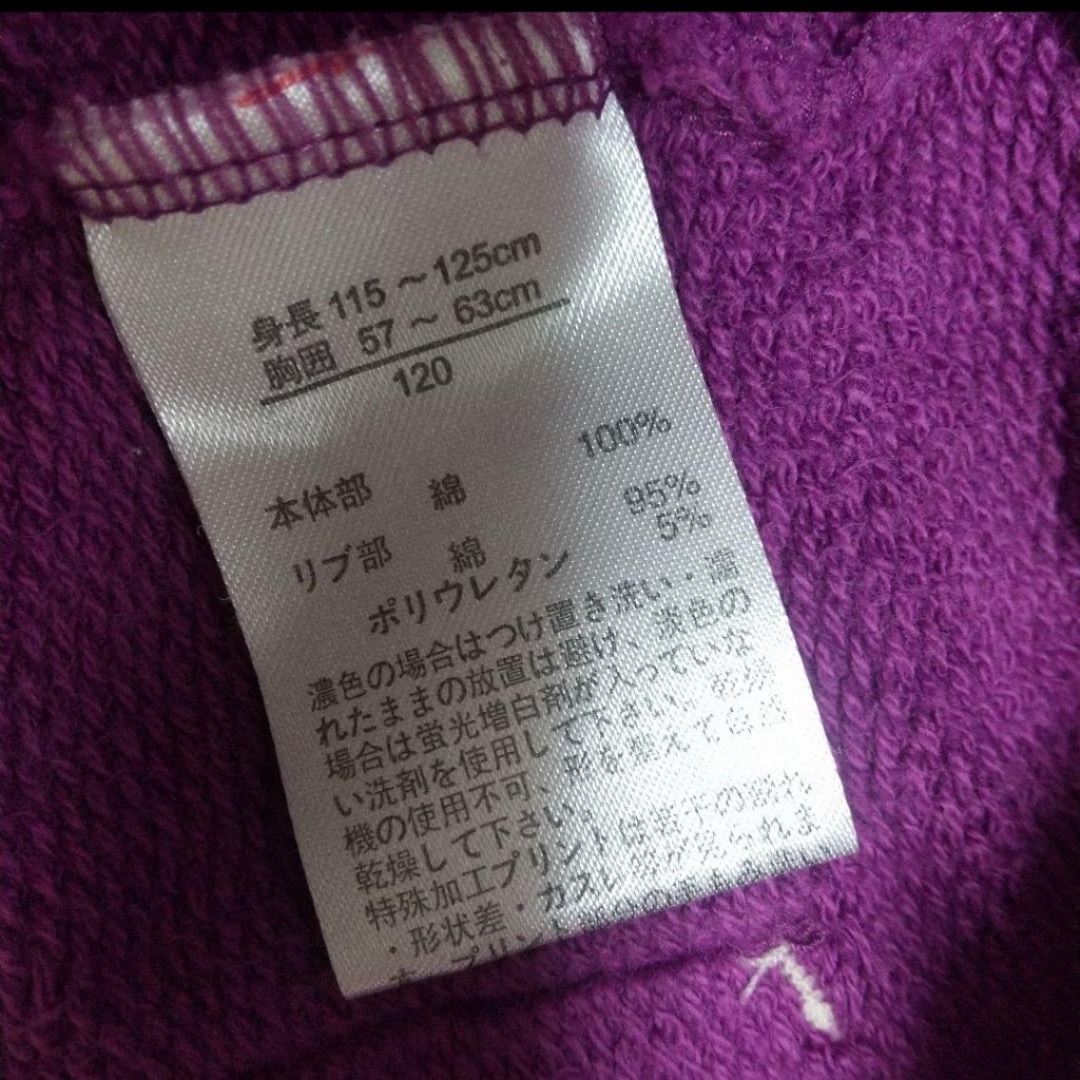 身長 115 〜 125cm
胸囲 57 〜 63cm
120
本体部 綿 100%
リブ部 綿 95%
ポリウレタン 5%
濃色の場合はつけ置き洗い・濡
れたままの放置は避け、淡色の
場合は蛍光増白剤が入っていな
い洗剤を使用して下さい。乾燥
機の使用不可、形を整えて自然
乾燥して下さい。
特殊加工プリントは若干の割れ
・形状差・カスレ等が見られま